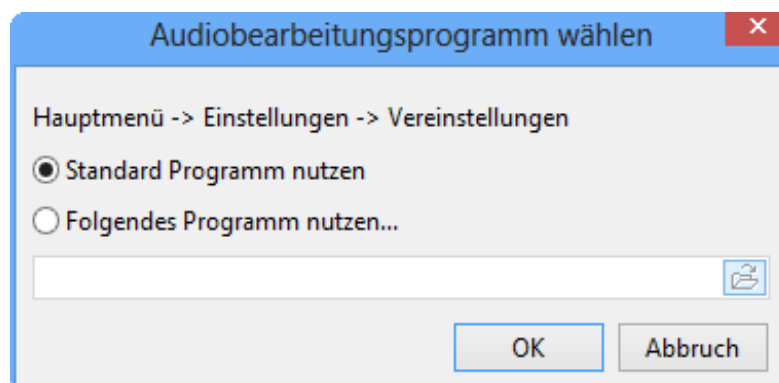 Audiobearbeitungsprogramm wählen
Hauptmenü -> Einstellungen -> Vereinstellungen
Standard Programm nutzen
Folgendes Programm nutzen...
OK Abbruch